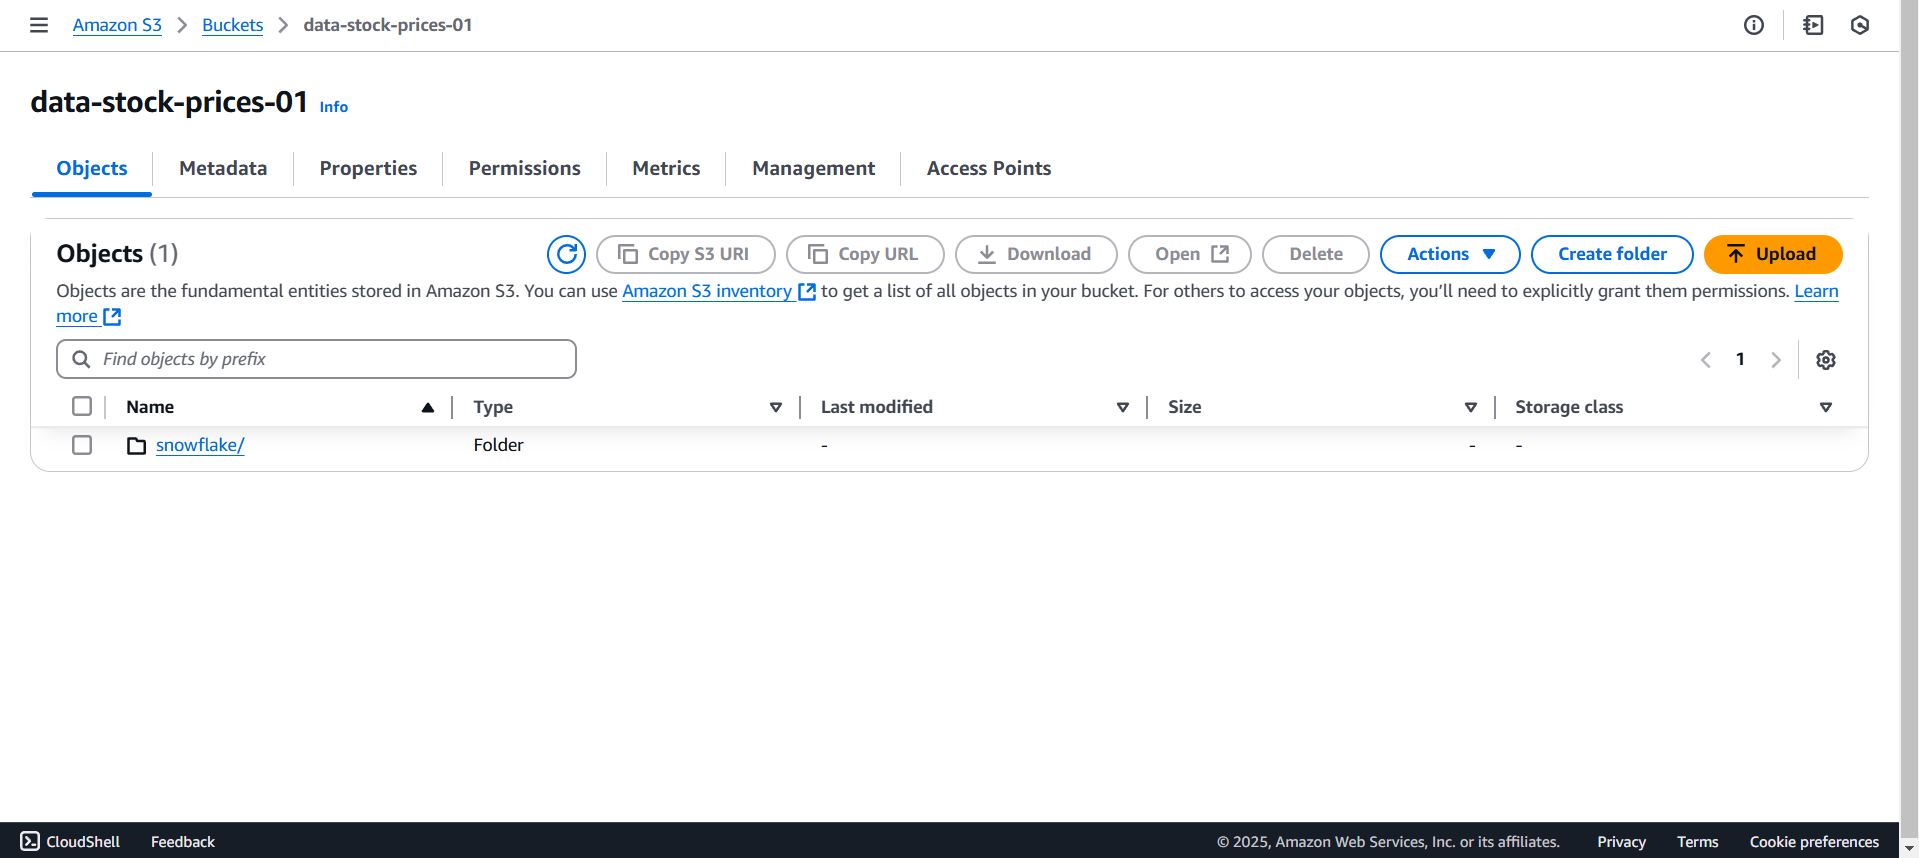 Amazon S3 Buckets data-stock-prices-01
data-stock-prices-01 Info
Objects Metadata Properties Permissions Metrics Management Access Points
Objects (1) Copy S3 URI Copy URL Download Open Delete Actions Create folder Upload
Objects are the fundamental entities stored in Amazon S3. You can use Amazon S3 inventory to get a list of all objects in your bucket. For others to access your objects, you’ll need to explicitly grant them permissions. Learn
more
Find objects by prefix 1
Name Type Last modified Size Storage class
snowflake/ Folder - - -
CloudShell Feedback © 2025, Amazon Web Services, Inc. or its affiliates. Privacy Terms Cookie preferences